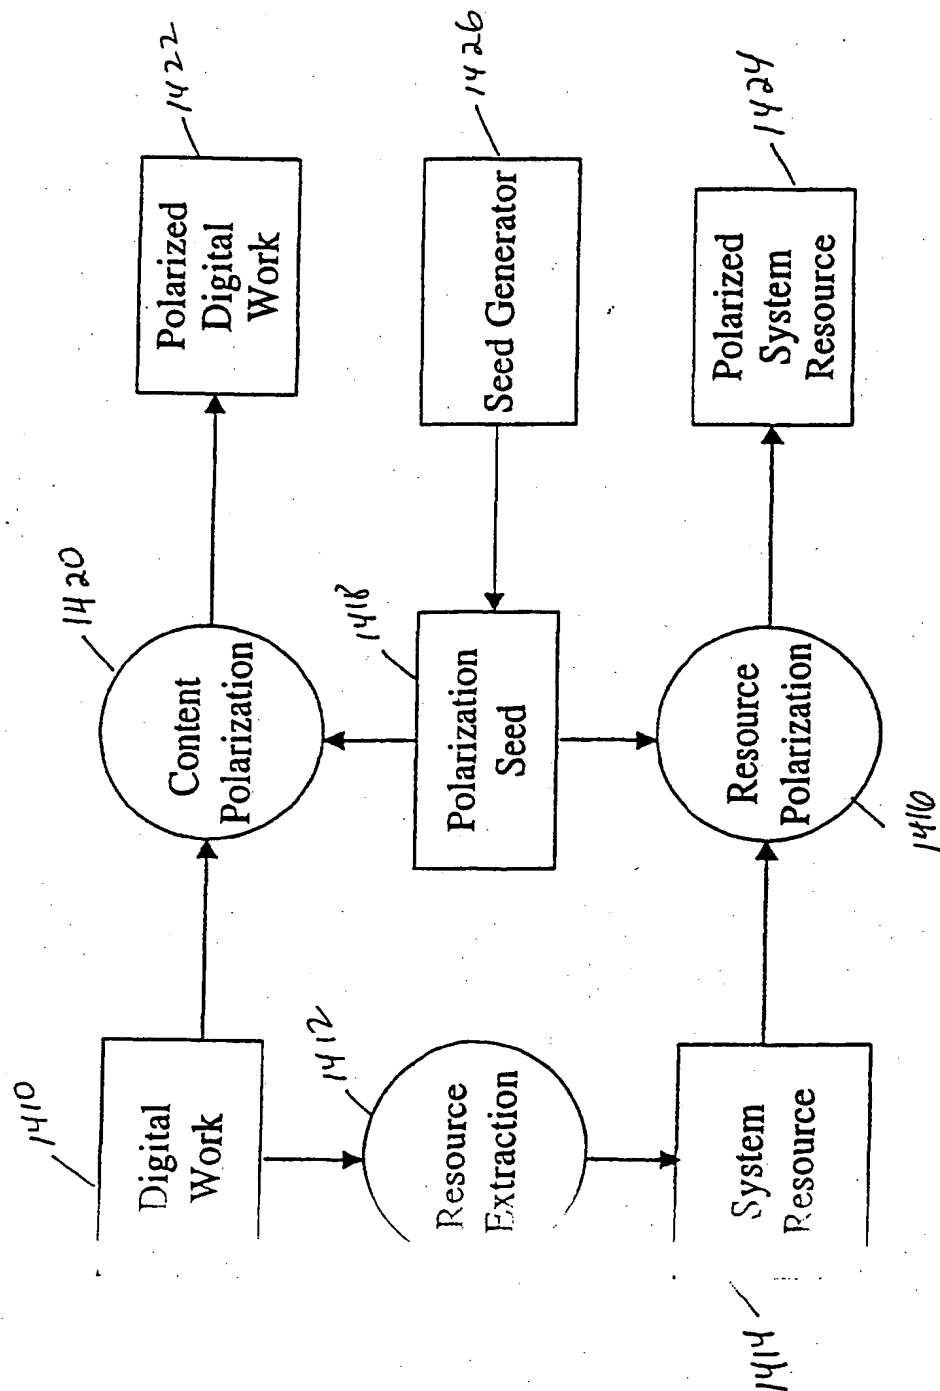 1410
Digital
Work
1420
Content
Polarization
1422
Polarized
Digital
Work
1412
Resource
Extraction
1418
Polarization
Seed
1426
Seed Generator
1414
System
Resource
1416
Resource
Polarization
1424
Polarized
System
Resource